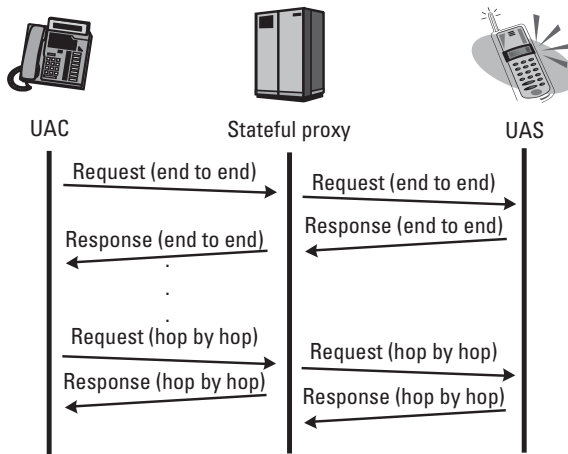 UAC
Stateful proxy
UAS
Request (end to end)
Request (end to end)
Response (end to end)
Response (end to end)
.
.
.
Request (hop by hop)
Request (hop by hop)
Response (hop by hop)
Response (hop by hop)